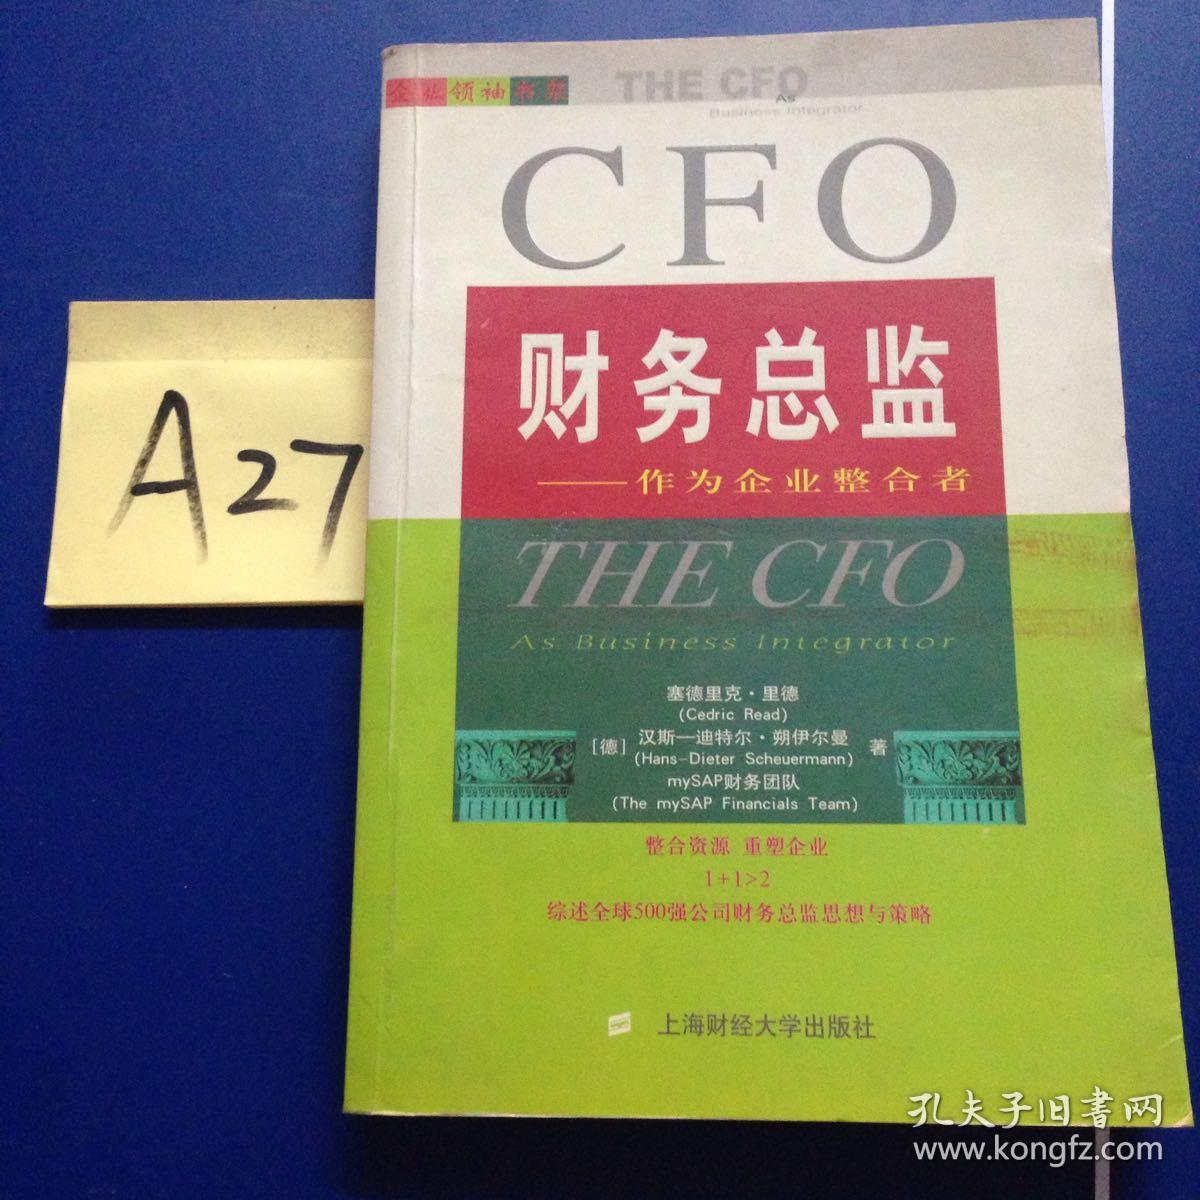 企业领袖书架
THE CFO
As
Business Integrator
CFO
财务总监
——作为企业整合者
THE CFO
As Business Integrator
塞德里克·里德
(Cedric Read)
[德] 汉斯—迪特尔·朔伊尔曼 著
(Hans-Dieter Scheuermann)
mySAP财务团队
(The mySAP Financials Team)
整合资源 重塑企业
1+1>2
综述全球500强公司财务总监思想与策略
上海财经大学出版社
A27
孔夫子旧書网
www.kongfz.com